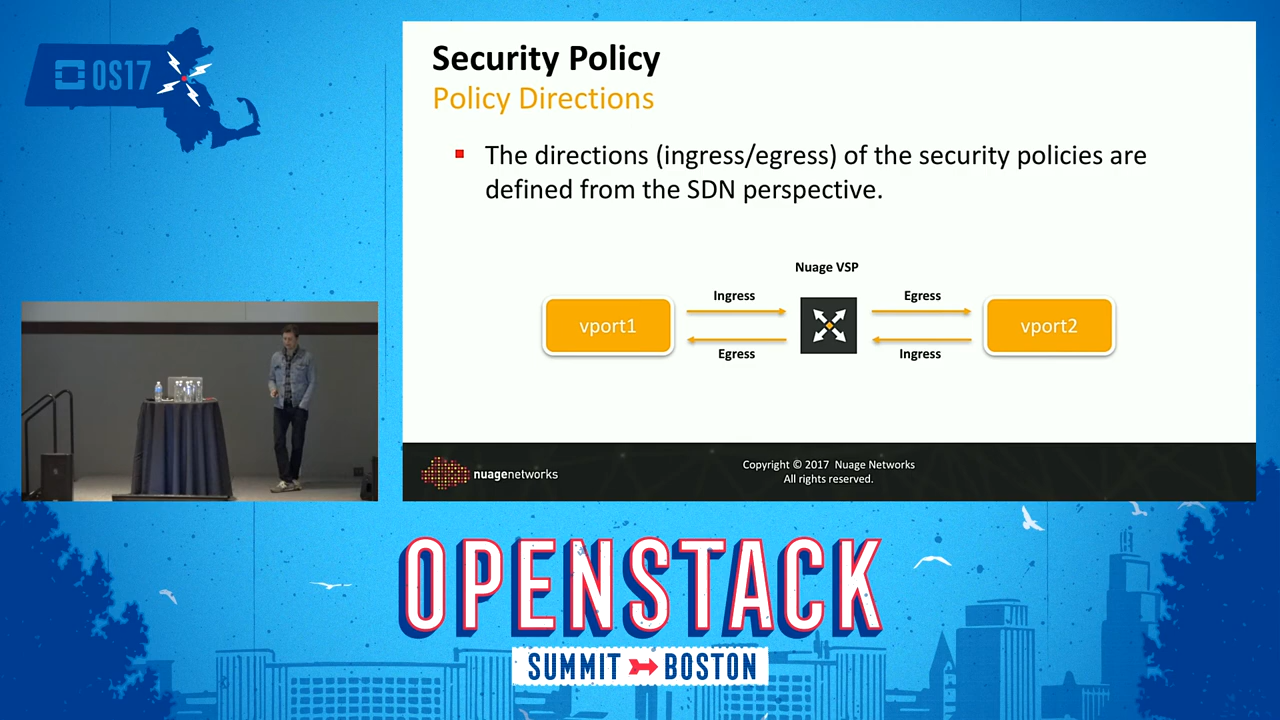 OS17
Security Policy
Policy Directions
The directions (ingress/egress) of the security policies are
defined from the SDN perspective.
Nuage VSP
vport1
Ingress
Egress
Egress
Ingress
vport2
nuagenetworks
Copyright © 2017 Nuage Networks
All rights reserved.
OPENSTACK
SUMMIT BOSTON